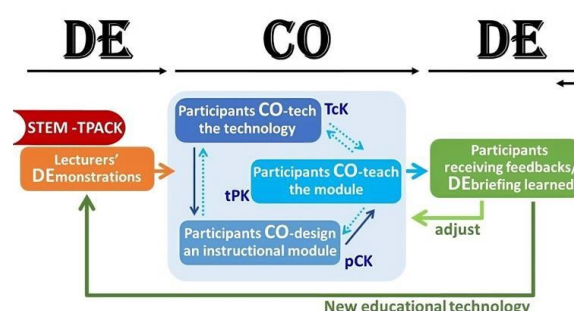 DE CO DE
STEM -TPACK
Lecturers'
DEmonstrations
Participants CO-tech
the technology
TcK
Participants CO-teach
the module
tPK
Participants CO-design
an instructional module
pCK
Participants
receiving feedbacks/
DEbriefing learned
adjust
New educational technology